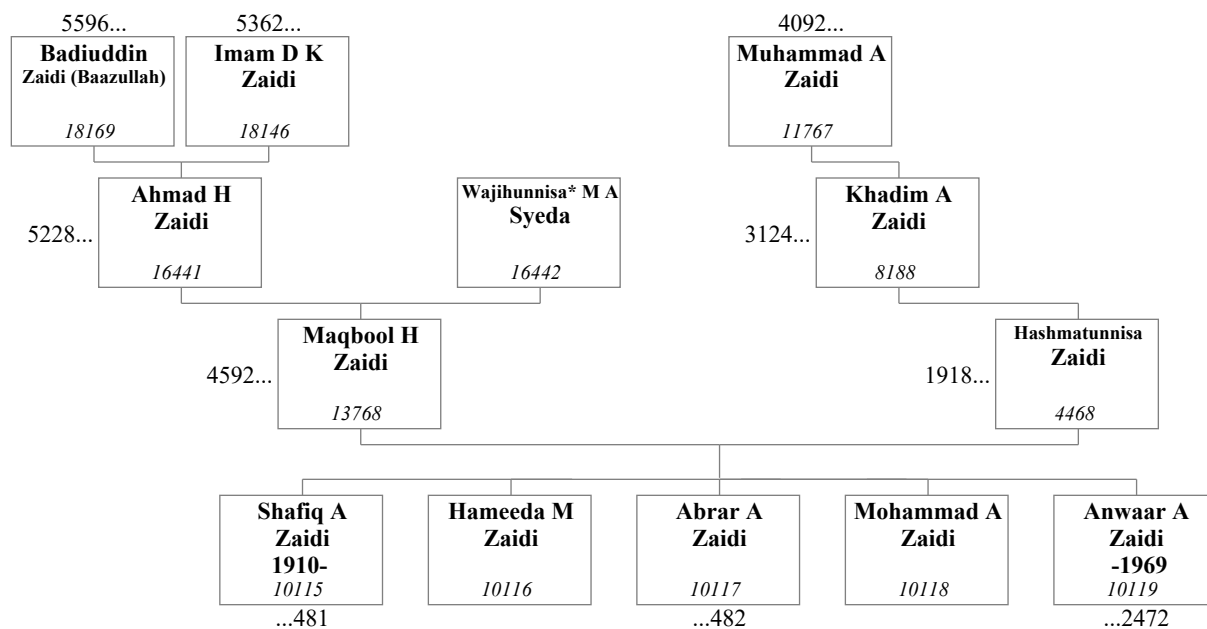 5596...
Badiuddin
Zaidi (Baazullah)
18169
5362...
Imam D K
Zaidi
18146
4092...
Muhammad A
Zaidi
11767
5228...
Ahmad H
Zaidi
16441
Wajihunnisa* M A
Syeda
16442
3124...
Khadim A
Zaidi
8188
4592...
Maqbool H
Zaidi
13768
1918...
Hashmatunnisa
Zaidi
4468
Shafiq A
Zaidi
1910-
10115
...481
Hameeda M
Zaidi
10116
Abrar A
Zaidi
10117
...482
Mohammad A
Zaidi
10118
Anwaar A
Zaidi
-1969
10119
...2472